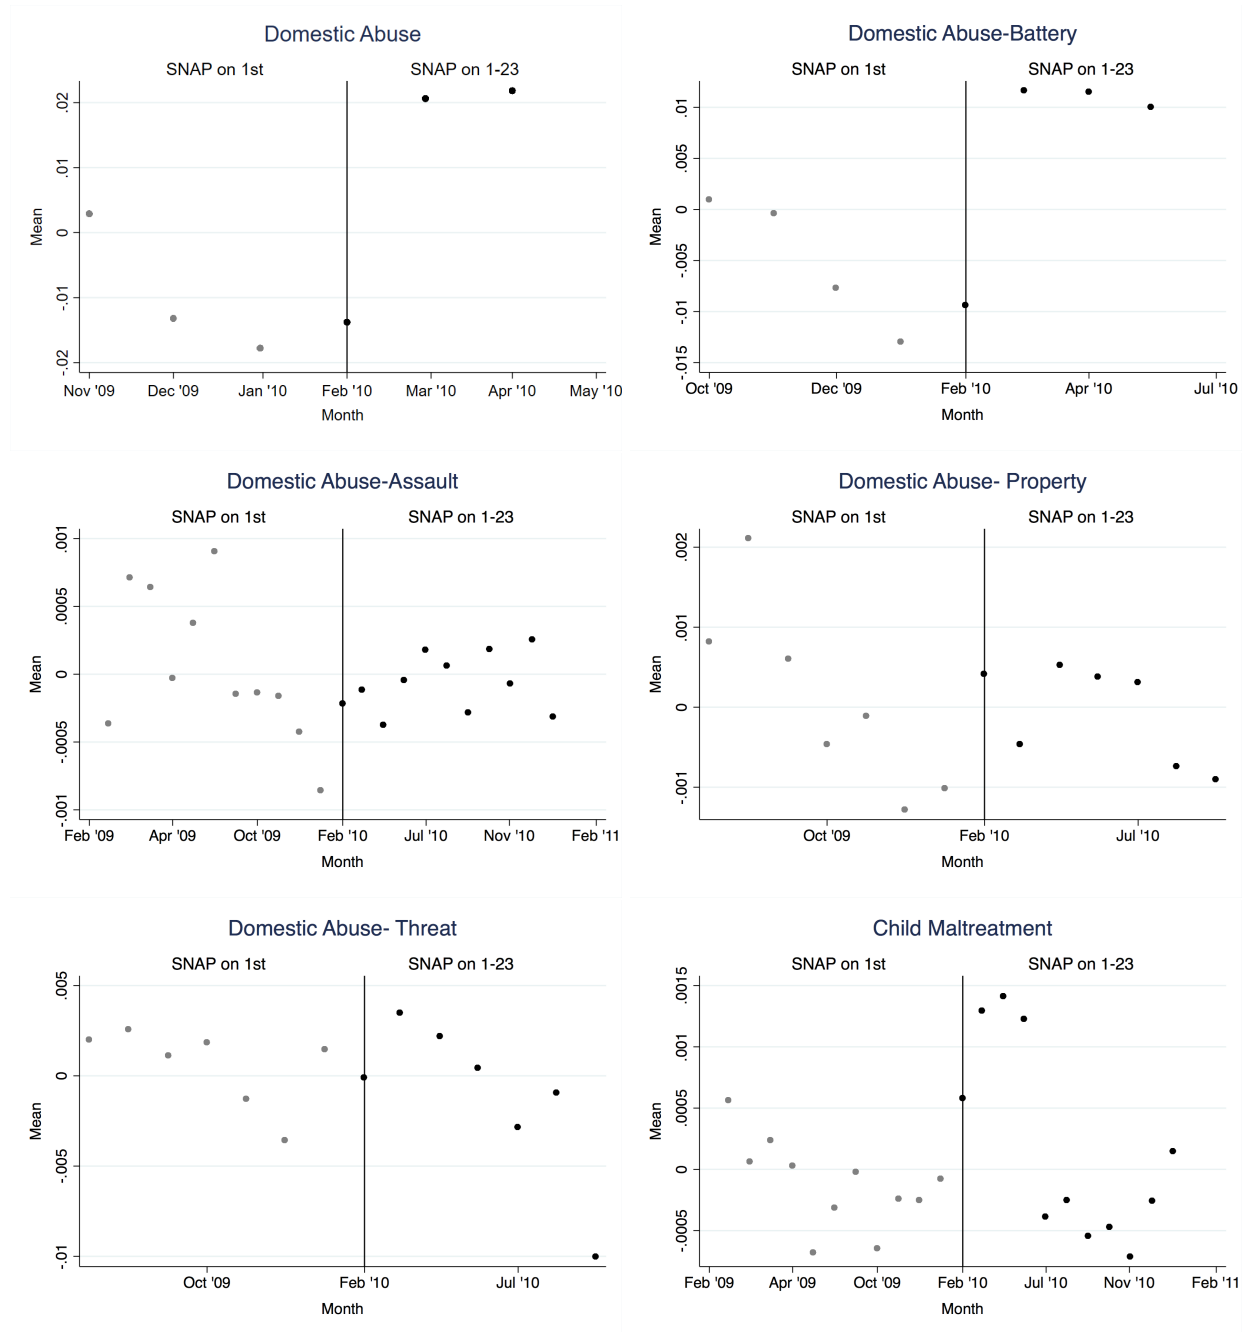 Domestic Abuse
SNAP on 1st SNAP on 1-23
.02
.01
0
-.01
-.02
Mean
Nov '09 Dec '09 Jan '10 Feb '10 Mar '10 Apr '10 May '10
Month
Domestic Abuse-Battery
SNAP on 1st SNAP on 1-23
.01
.005
0
-.005
-.01
-.015
Mean
Oct '09 Dec '09 Feb '10 Apr '10 Jul '10
Month
Domestic Abuse-Assault
SNAP on 1st SNAP on 1-23
.001
.0005
0
-.0005
-.001
Mean
Feb '09 Apr '09 Oct '09 Feb '10 Jul '10 Nov '10 Feb '11
Month
Domestic Abuse- Property
SNAP on 1st SNAP on 1-23
.002
.001
0
-.001
Mean
Oct '09 Feb '10 Jul '10
Month
Domestic Abuse- Threat
SNAP on 1st SNAP on 1-23
.005
0
-.005
-.01
Mean
Oct '09 Feb '10 Jul '10
Month
Child Maltreatment
SNAP on 1st SNAP on 1-23
.0015
.001
.0005
0
-.0005
Mean
Feb '09 Apr '09 Oct '09 Feb '10 Jul '10 Nov '10 Feb '11
Month